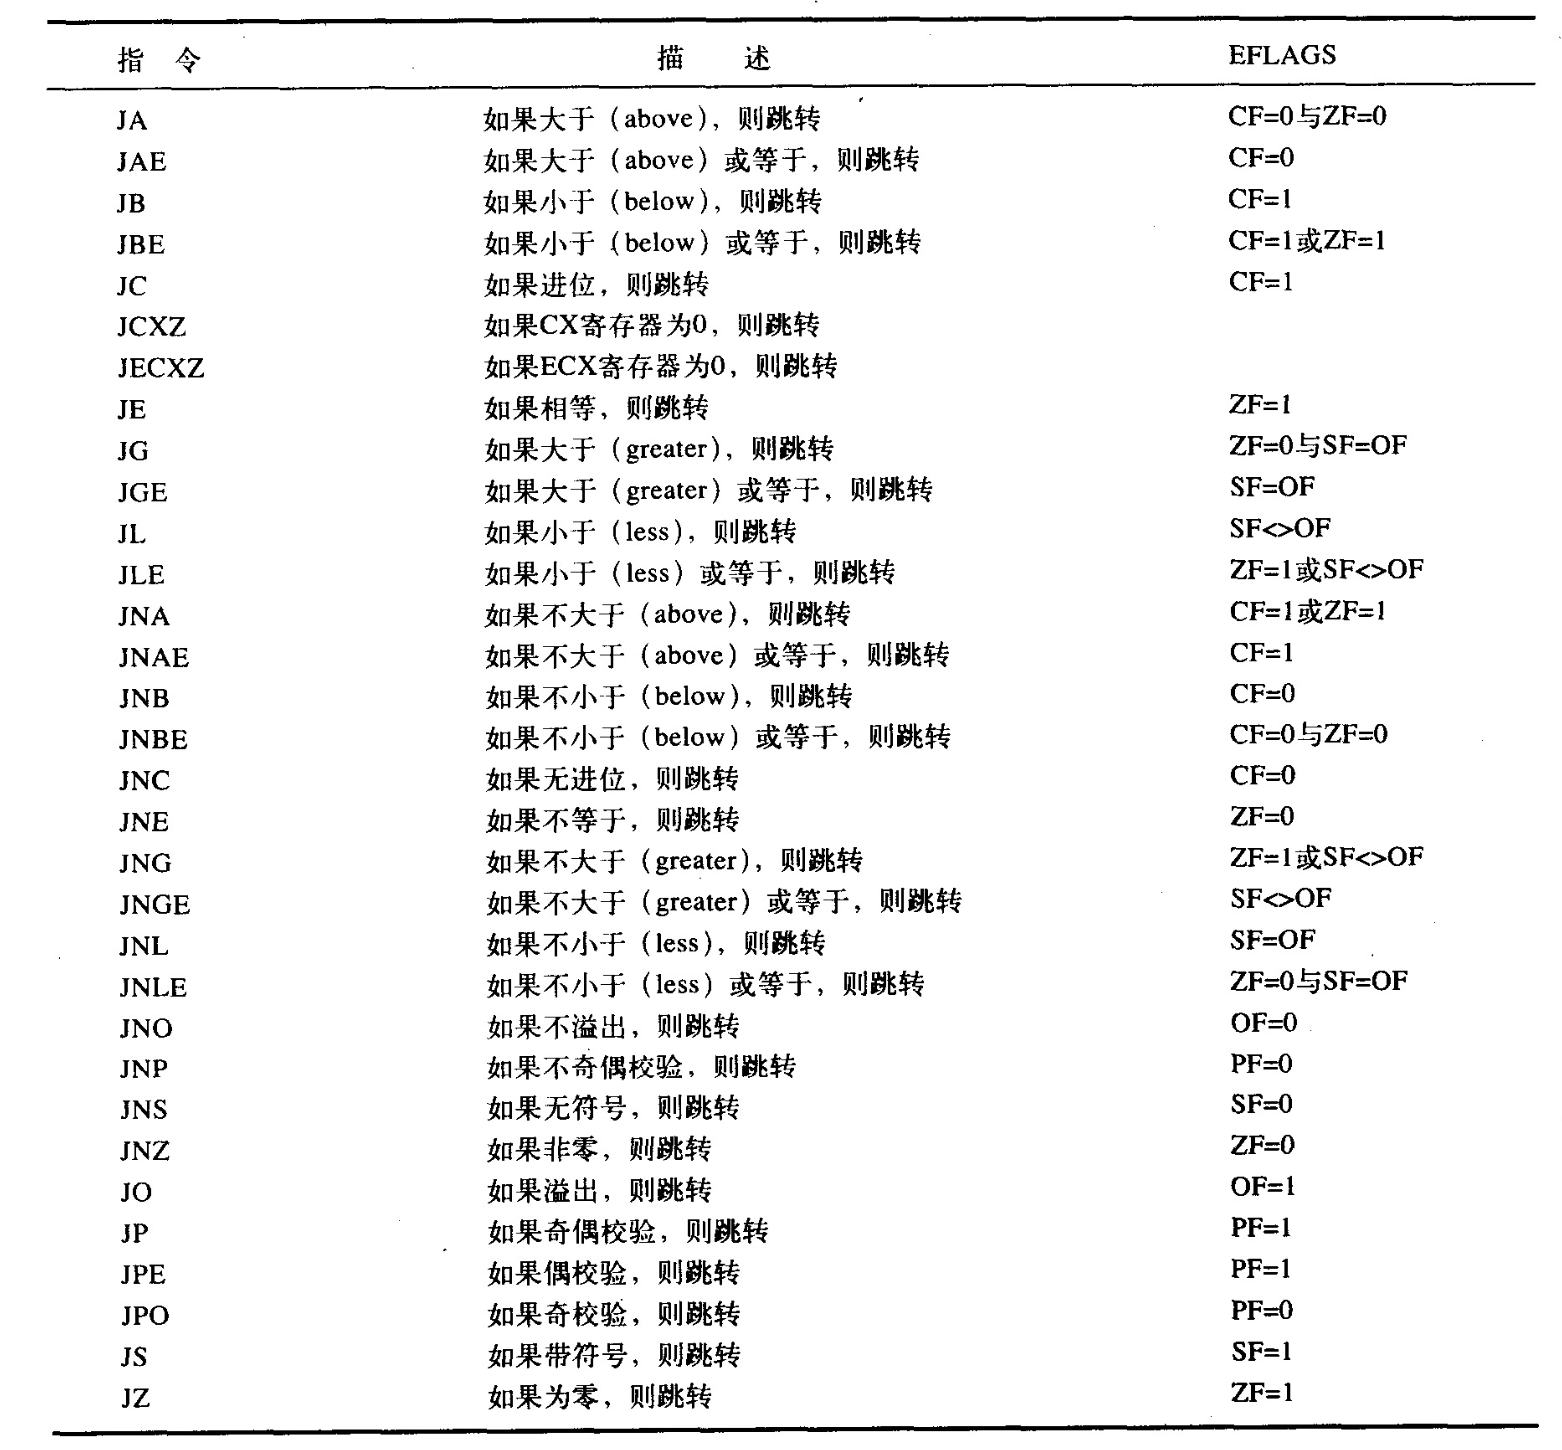 指 令 描 述 EFLAGS
JA 如果大于（above），则跳转 CF=0与ZF=0
JAE 如果大于（above）或等于，则跳转 CF=0
JB 如果小于（below），则跳转 CF=1
JBE 如果小于（below）或等于，则跳转 CF=1或ZF=1
JC 如果进位，则跳转 CF=1
JCXZ 如果CX寄存器为0，则跳转
JECXZ 如果ECX寄存器为0，则跳转
JE 如果相等，则跳转 ZF=1
JG 如果大于（greater），则跳转 ZF=0与SF=OF
JGE 如果大于（greater）或等于，则跳转 SF=OF
JL 如果小于（less），则跳转 SF<>OF
JLE 如果小于（less）或等于，则跳转 ZF=1或SF<>OF
JNA 如果不大于（above），则跳转 CF=1或ZF=1
JNAE 如果不大于（above）或等于，则跳转 CF=1
JNB 如果不小于（below），则跳转 CF=0
JNBE 如果不小于（below）或等于，则跳转 CF=0与ZF=0
JNC 如果无进位，则跳转 CF=0
JNE 如果不等于，则跳转 ZF=0
JNG 如果不大于（greater），则跳转 ZF=1或SF<>OF
JNGE 如果不大于（greater）或等于，则跳转 SF<>OF
JNL 如果不小于（less），则跳转 SF=OF
JNLE 如果不小于（less）或等于，则跳转 ZF=0与SF=OF
JNO 如果不溢出，则跳转 OF=0
JNP 如果不奇偶校验，则跳转 PF=0
JNS 如果无符号，则跳转 SF=0
JNZ 如果非零，则跳转 ZF=0
JO 如果溢出，则跳转 OF=1
JP 如果奇偶校验，则跳转 PF=1
JPE 如果偶校验，则跳转 PF=1
JPO 如果奇校验，则跳转 PF=0
JS 如果带符号，则跳转 SF=1
JZ 如果为零，则跳转 ZF=1